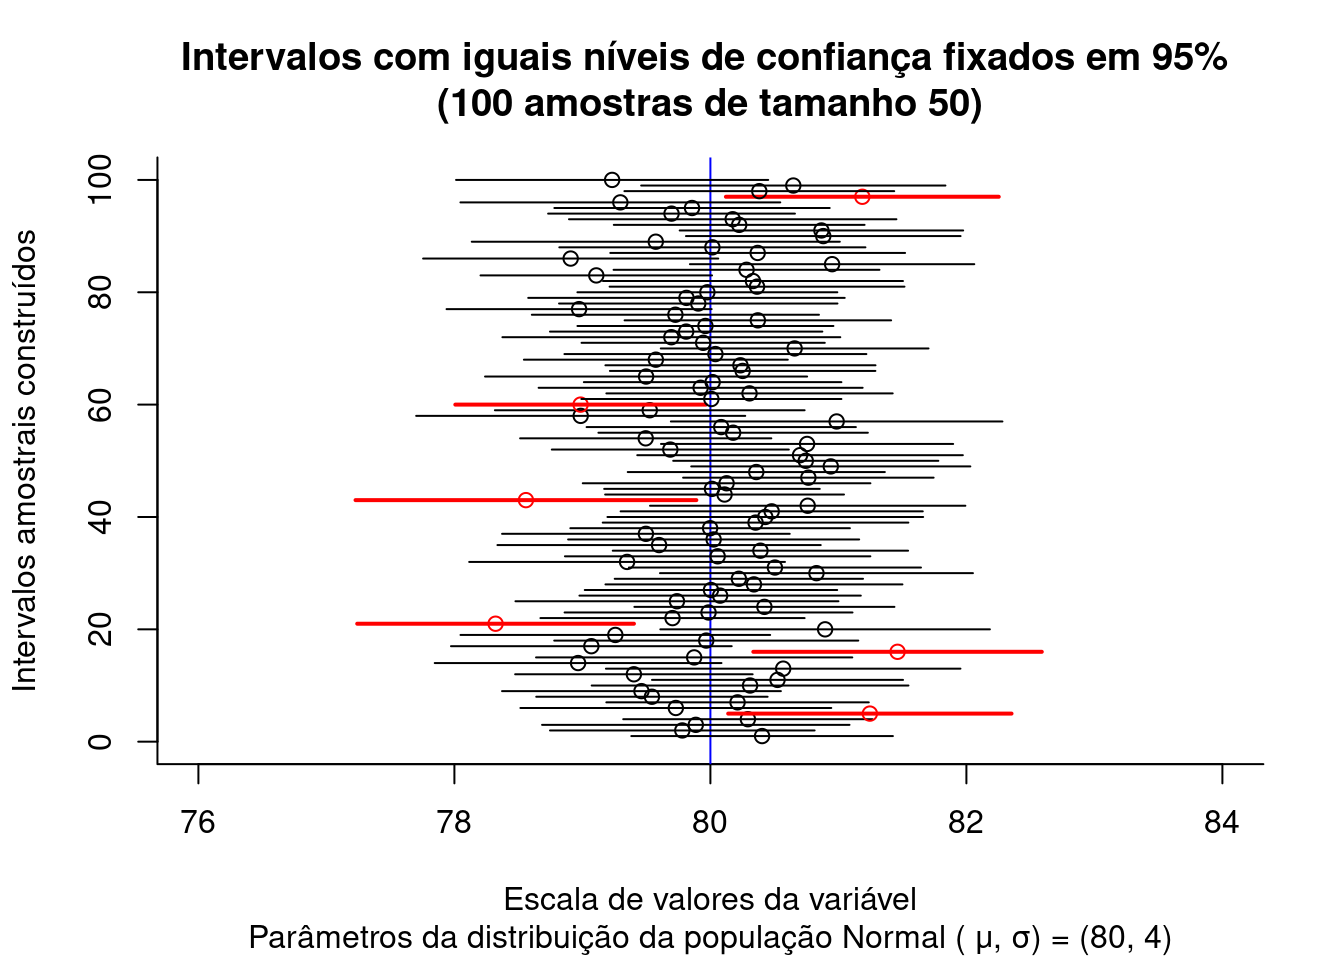 Intervalos com iguais níveis de confiança fixados em 95%
(100 amostras de tamanho 50)
Intervalos amostrais construídos
100
80
60
40
20
0
76 78 80 82 84
Escala de valores da variável
Parâmetros da distribuição da população Normal ( μ, σ) = (80, 4)